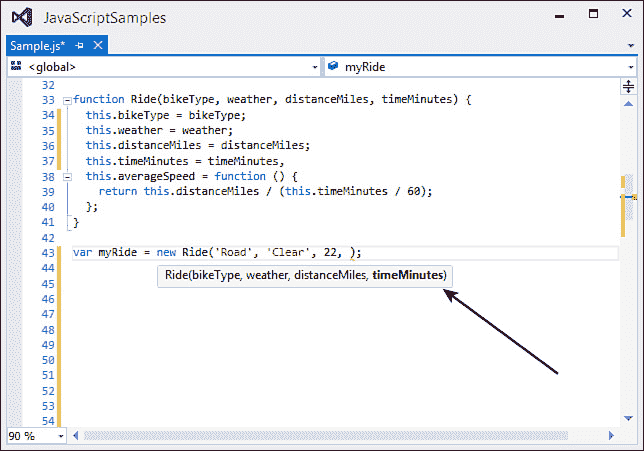 JavaScriptSamples
Sample.js*
<global> myRide
32
33 function Ride(bikeType, weather, distanceMiles, timeMinutes) {
34 this.bikeType = bikeType;
35 this.weather = weather;
36 this.distanceMiles = distanceMiles;
37 this.timeMinutes = timeMinutes,
38 this.averageSpeed = function () {
39 return this.distanceMiles / (this.timeMinutes / 60);
40 };
41 }
42
43 var myRide = new Ride('Road', 'Clear', 22, );
44 Ride(bikeType, weather, distanceMiles, timeMinutes)
45
46
47
48
49
50
51
52
53
54
90 %